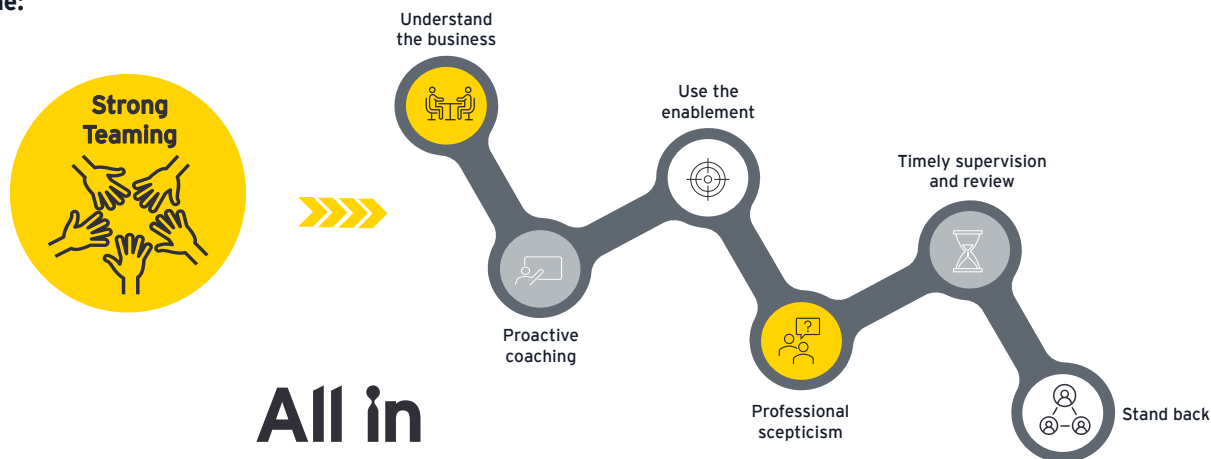 Strong
Teaming
Understand
the business
Proactive
coaching
Use the
enablement
Professional
scepticism
Timely supervision
and review
Stand back
?
All in